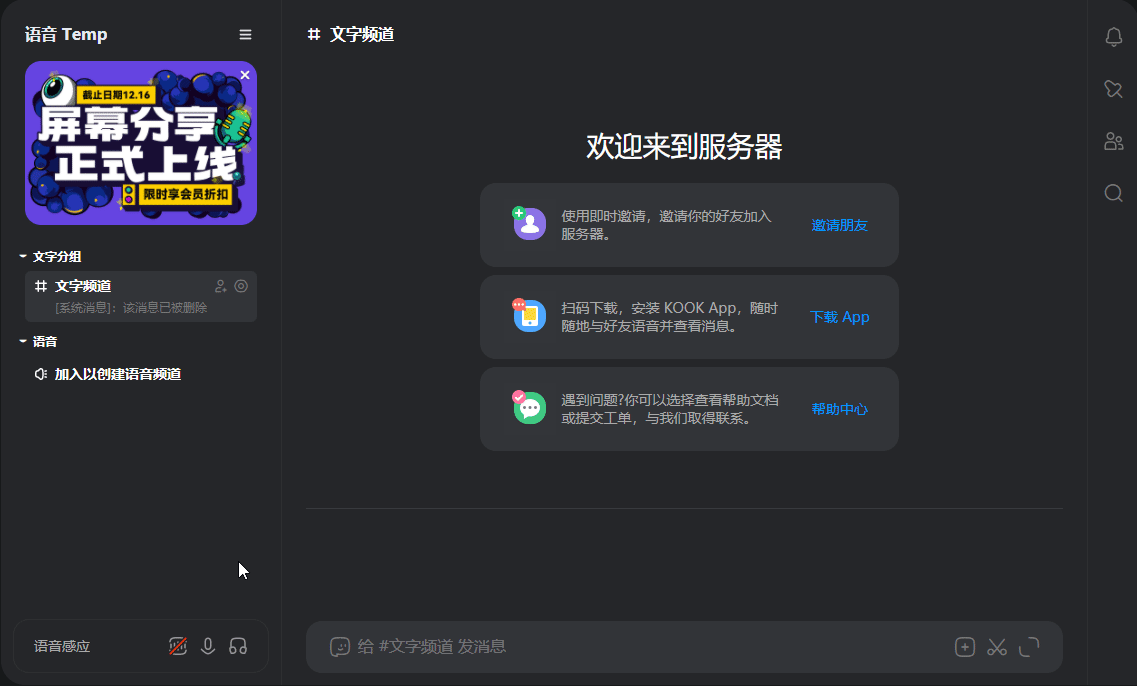 语音 Temp
截止日期12.16
屏幕分享
正式上线
限时享会员折扣
文字分组
文字频道
[系统消息]：该消息已被删除
语音
加入以创建语音频道
语音感应
文字频道
欢迎来到服务器
使用即时邀请，邀请你的好友加入
服务器。
邀请朋友
扫码下载，安装 KOOK App，随时
随地与好友语音并查看消息。
下载 App
遇到问题?你可以选择查看帮助文档
或提交工单，与我们取得联系。
帮助中心
给 #文字频道 发消息